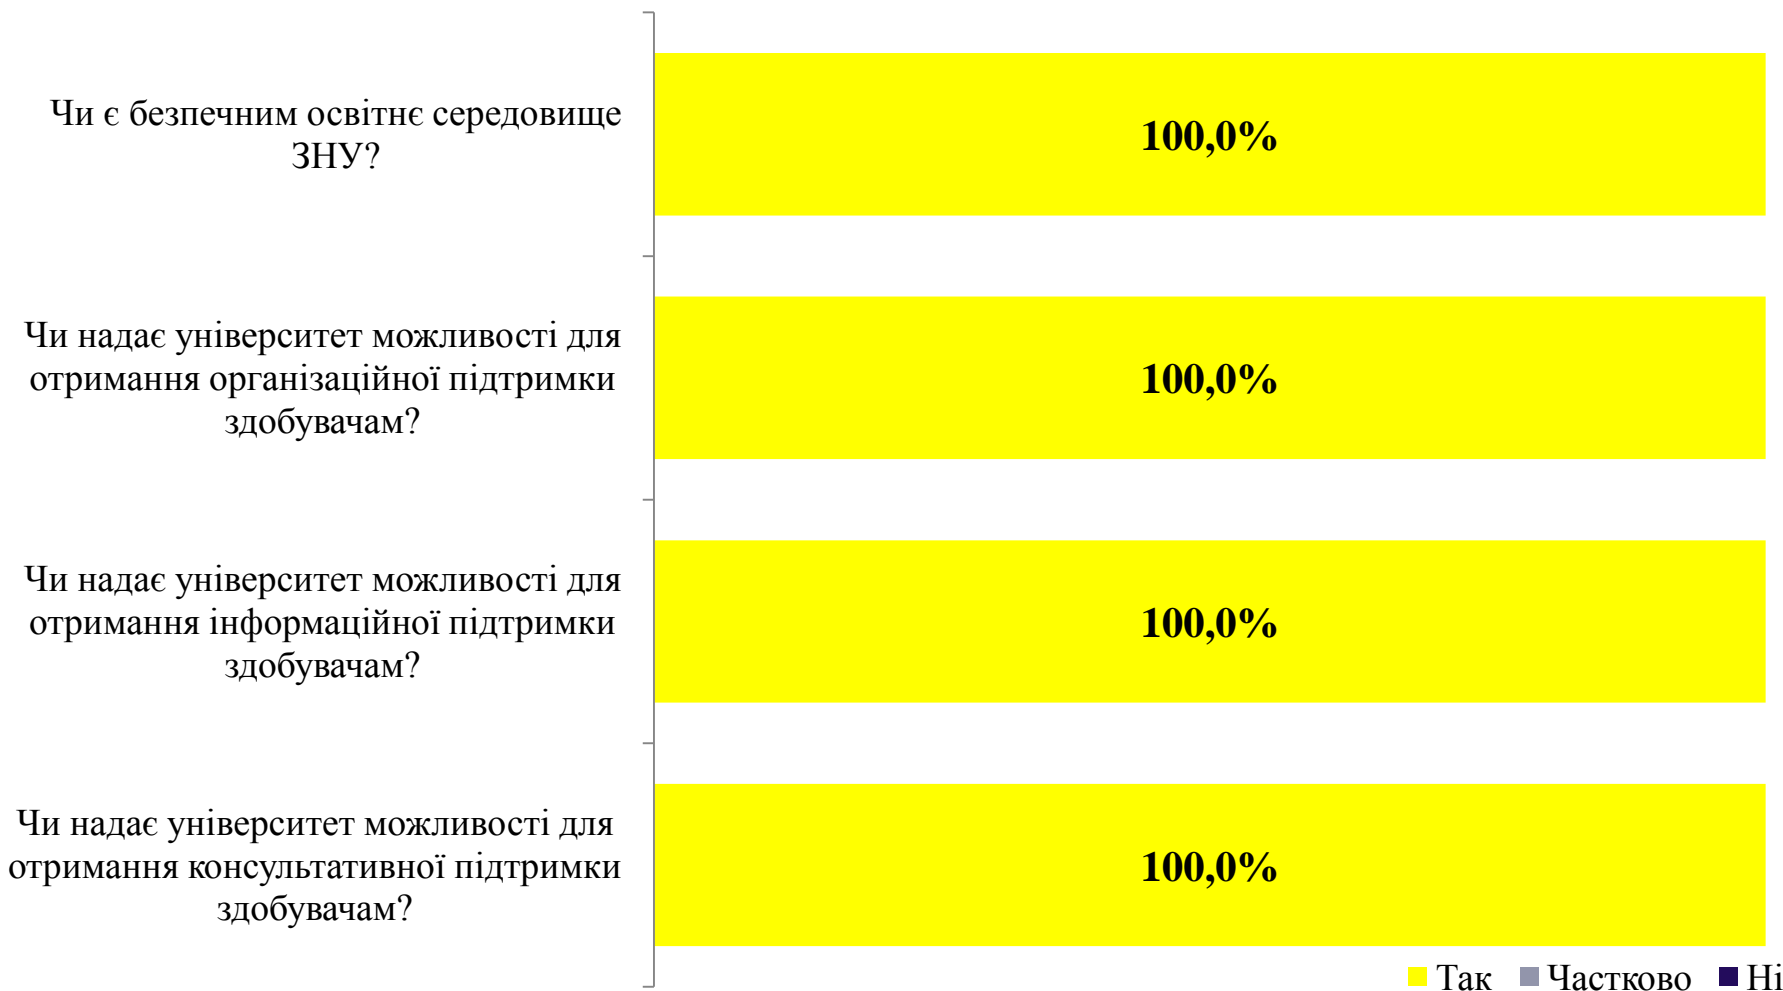 Чи є безпечним освітнє середовище
ЗНУ?
100,0%
Чи надає університет можливості для
отримання організаційної підтримки
здобувачам?
100,0%
Чи надає університет можливості для
отримання інформаційної підтримки
здобувачам?
100,0%
Чи надає університет можливості для
отримання консультативної підтримки
здобувачам?
100,0%
Так Частково Ні